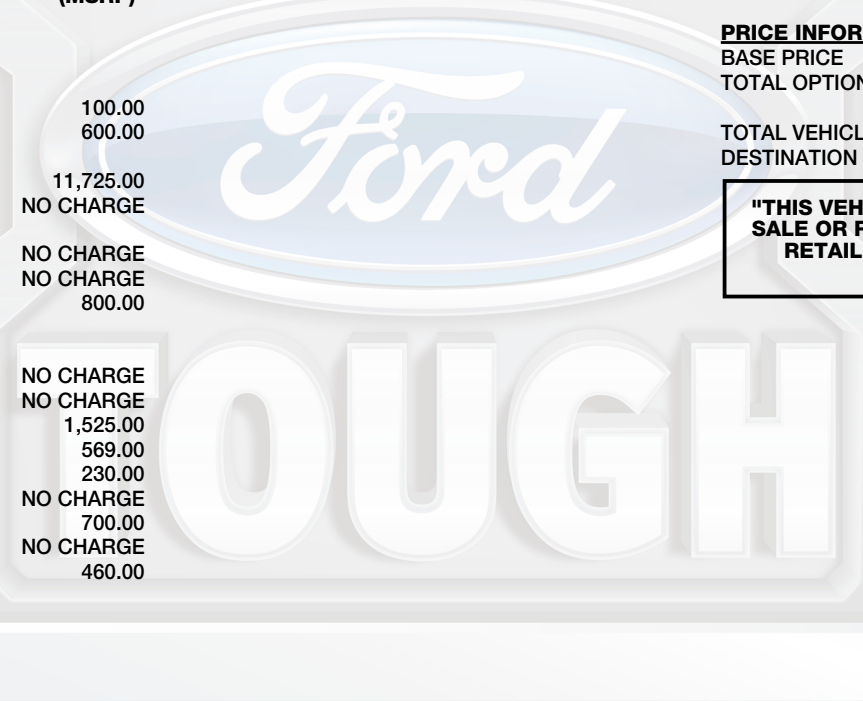 (MSRP)
100.00
600.00
11,725.00
NO CHARGE
NO CHARGE
NO CHARGE
800.00
NO CHARGE
NO CHARGE
1,525.00
569.00
230.00
NO CHARGE
700.00
NO CHARGE
460.00
PRICE INFOR
BASE PRICE
TOTAL OPTION
TOTAL VEHICL
DESTINATION
"THIS VEH
SALE OR F
RETAIL
Ford
TOUGH